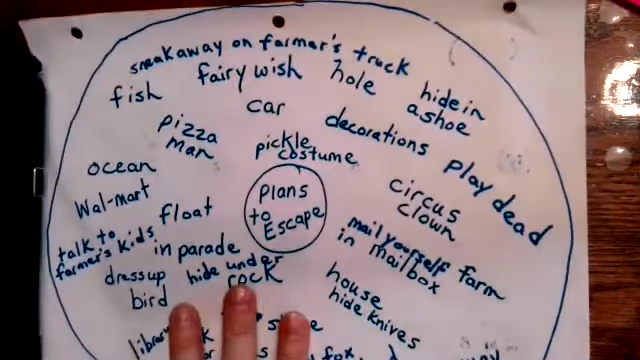 sneak away on farmer's truck
fish
fairy wish
hole
hide in
a shoe
car
pizza
man
decorations
pickle
costume
play dead
ocean
Wal-mart
circus
clown
Plans
to
Escape
float
in parade
talk to
farmer's kids
mail yourself
in mailbox
farm
dress up
bird
hide under
rock
house
hide knives